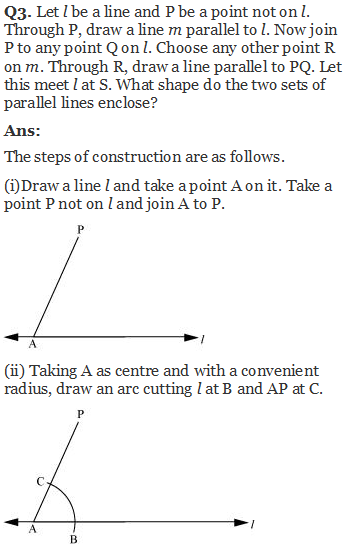 Q3. Let l be a line and P be a point not on l.
Through P, draw a line m parallel to l. Now join
P to any point Q on l. Choose any other point R
on m. Through R, draw a line parallel to PQ. Let
this meet l at S. What shape do the two sets of
parallel lines enclose?
Ans:
The steps of construction are as follows.
(i)Draw a line l and take a point A on it. Take a
point P not on l and join A to P.
P
A
l
(ii) Taking A as centre and with a convenient
radius, draw an arc cutting l at B and AP at C.
P
C
A
l
B